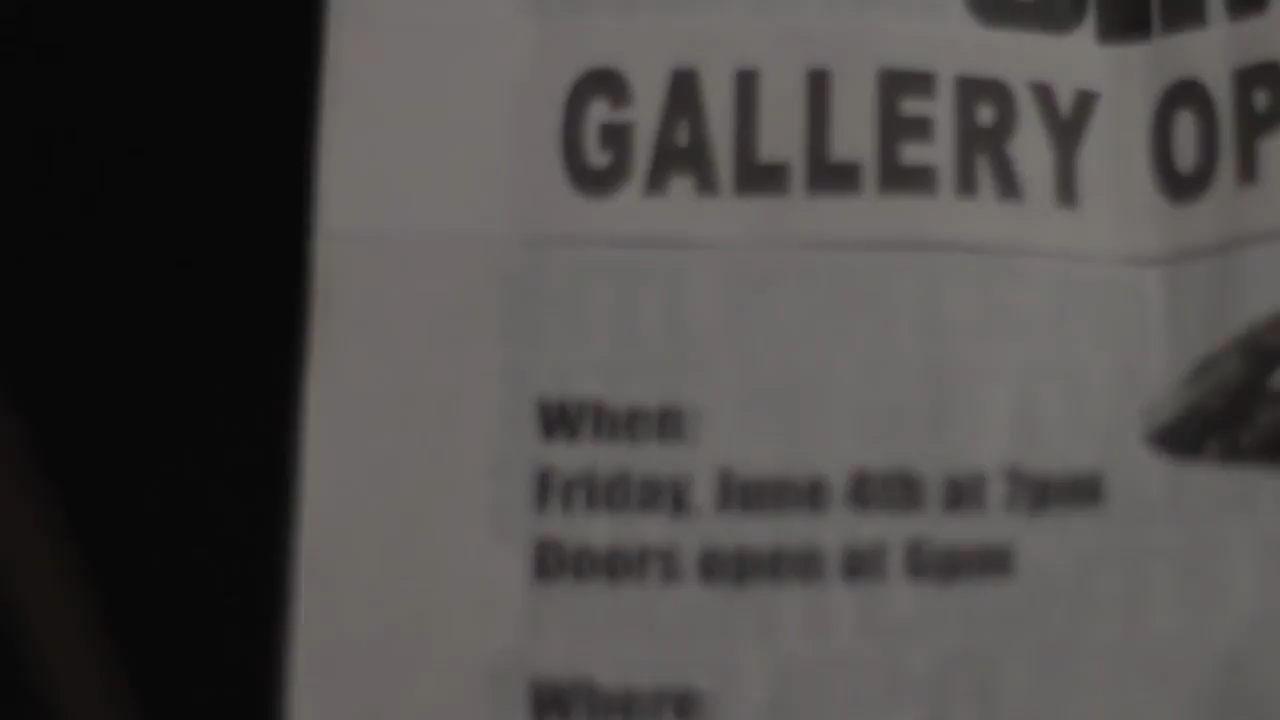 GALLERY OP
When:
Friday, June 4th at 7pm
Doors open at 6pm
Where: